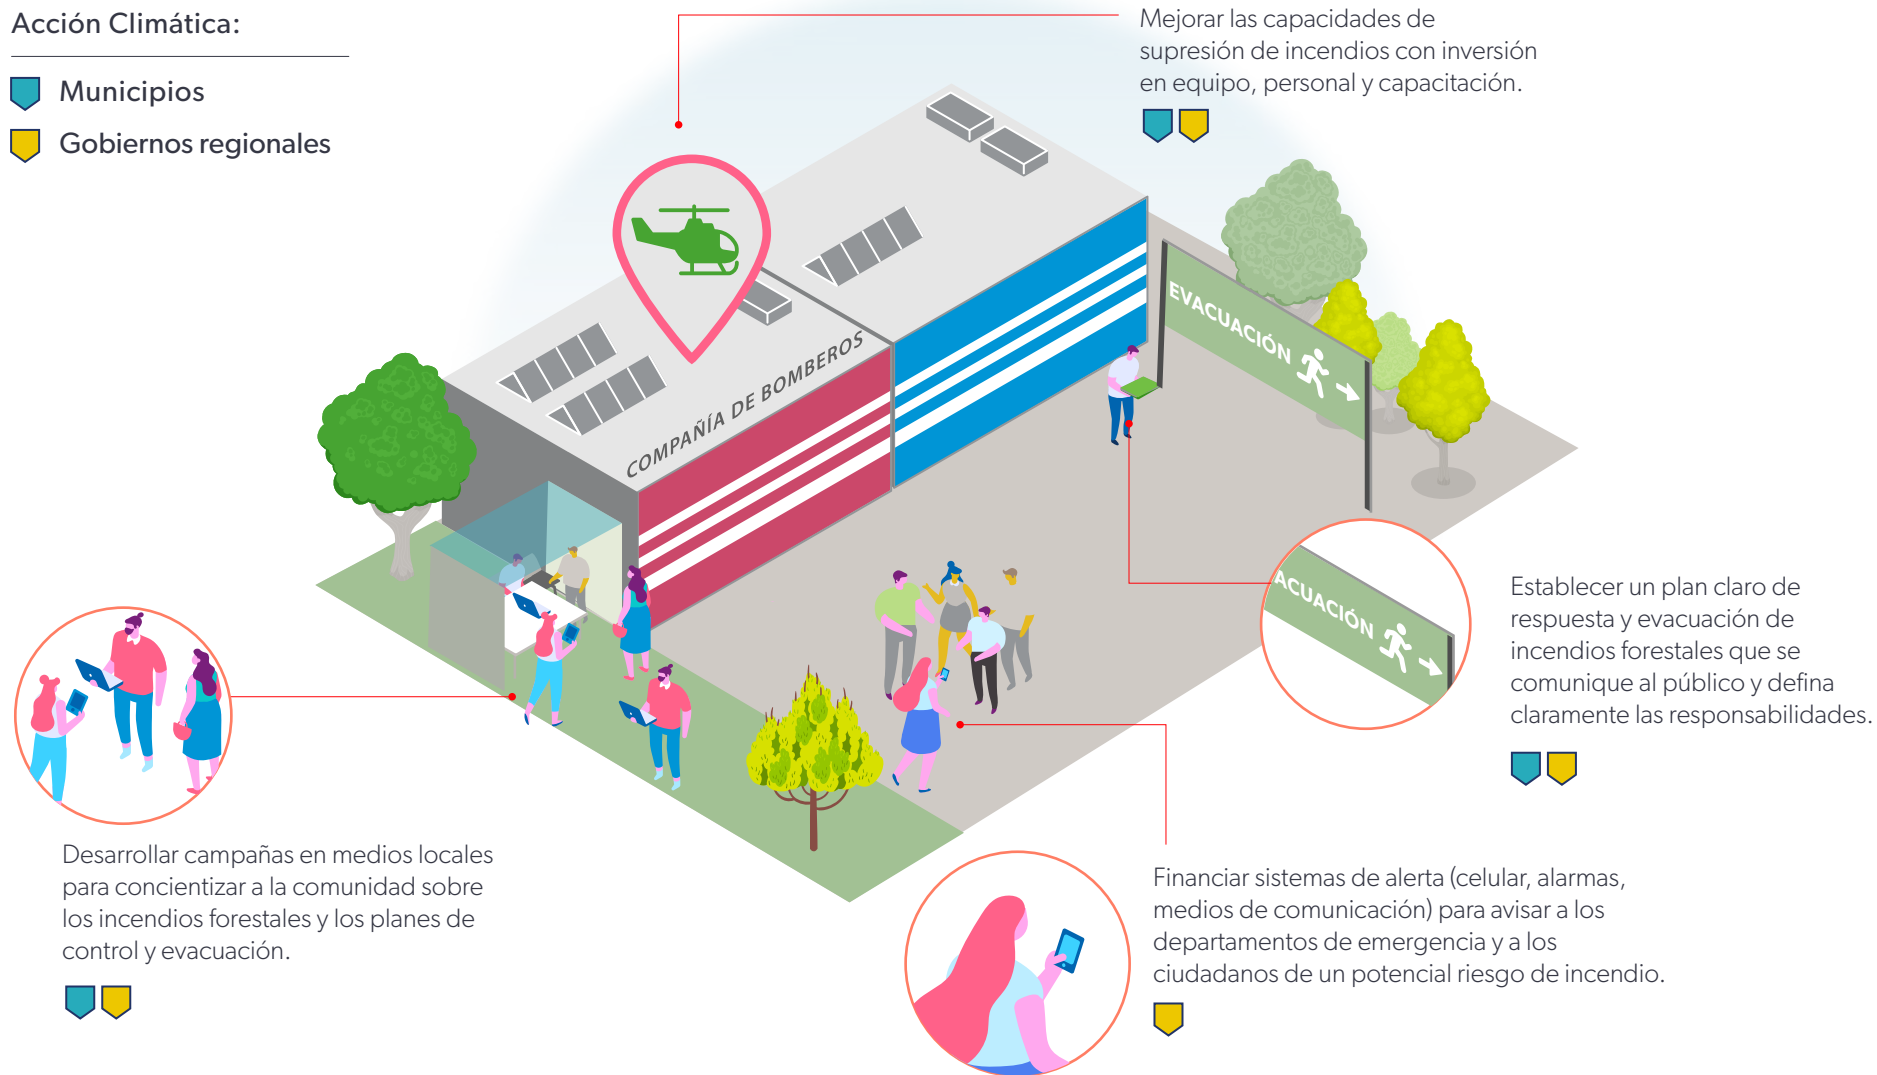 Acción Climática:
Municipios
Gobiernos regionales
Mejorar las capacidades de
supresión de incendios con inversión
en equipo, personal y capacitación.
EVACUACIÓN
COMPAÑÍA DE BOMBEROS
ACUACIÓN
Establecer un plan claro de
respuesta y evacuación de
incendios forestales que se
comunique al público y defina
claramente las responsabilidades.
Desarrollar campañas en medios locales
para concientizar a la comunidad sobre
los incendios forestales y los planes de
control y evacuación.
Financiar sistemas de alerta (celular, alarmas,
medios de comunicación) para avisar a los
departamentos de emergencia y a los
ciudadanos de un potencial riesgo de incendio.